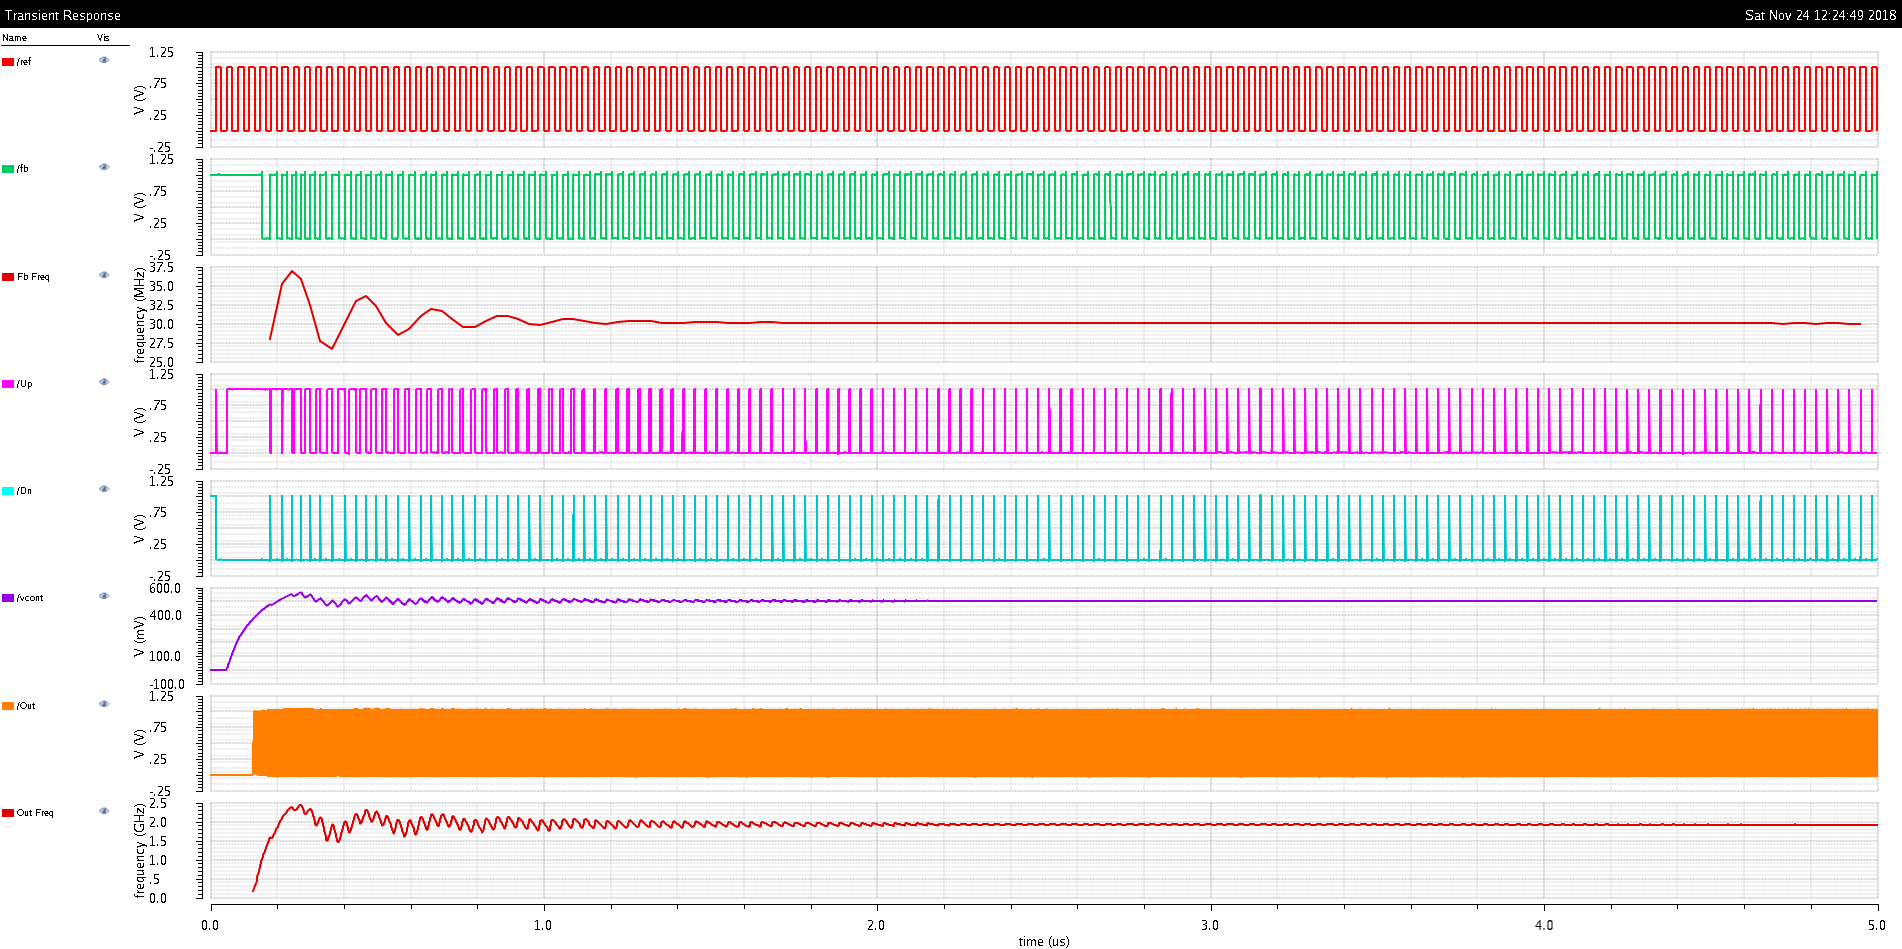 Transient Response
Sat Nov 24 12:24:49 2018
Name Vis
/ref
V (V)
1.25
.75
.25
-.25
/fb
V (V)
1.25
.75
.25
-.25
Fb Freq
frequency (MHz)
37.5
35.0
32.5
30.0
27.5
25.0
/Up
V (V)
1.25
.75
.25
-.25
/Dn
V (V)
1.25
.75
.25
-.25
/vcont
V (mV)
600.0
400.0
100.0
-100.0
/Out
V (V)
1.25
.75
.25
-.25
Out Freq
frequency (GHz)
2.5
2.0
1.5
1.0
.5
0.0
0.0 1.0 2.0 3.0 4.0 5.0
time (us)